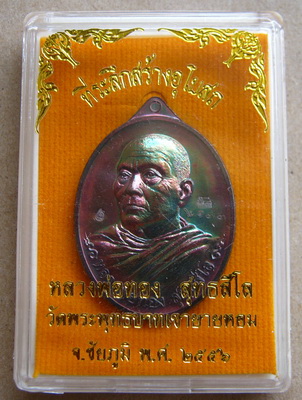 ที่ระลึกสร้างอุโบสถ
หลวงพ่อทอง สุทธสีโล
วัดพระพุทธบาทเขายายหอม
จ.ชัยภูมิ พ.ศ. ๒๕๕๖